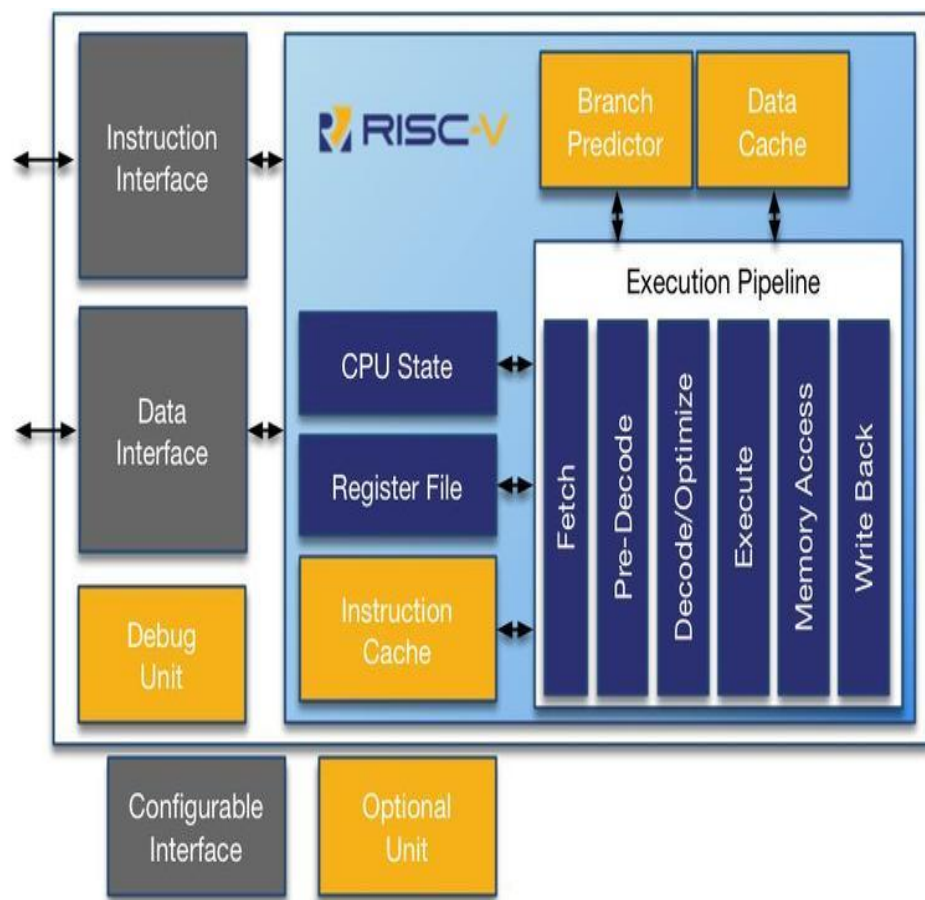 Instruction
Interface
RISC-V
Branch
Predictor
Data
Cache
Execution Pipeline
Data
Interface
CPU State
Register File
Instruction
Cache
Fetch
Pre-Decode
Decode/Optimize
Execute
Memory Access
Write Back
Debug
Unit
Configurable
Interface
Optional
Unit